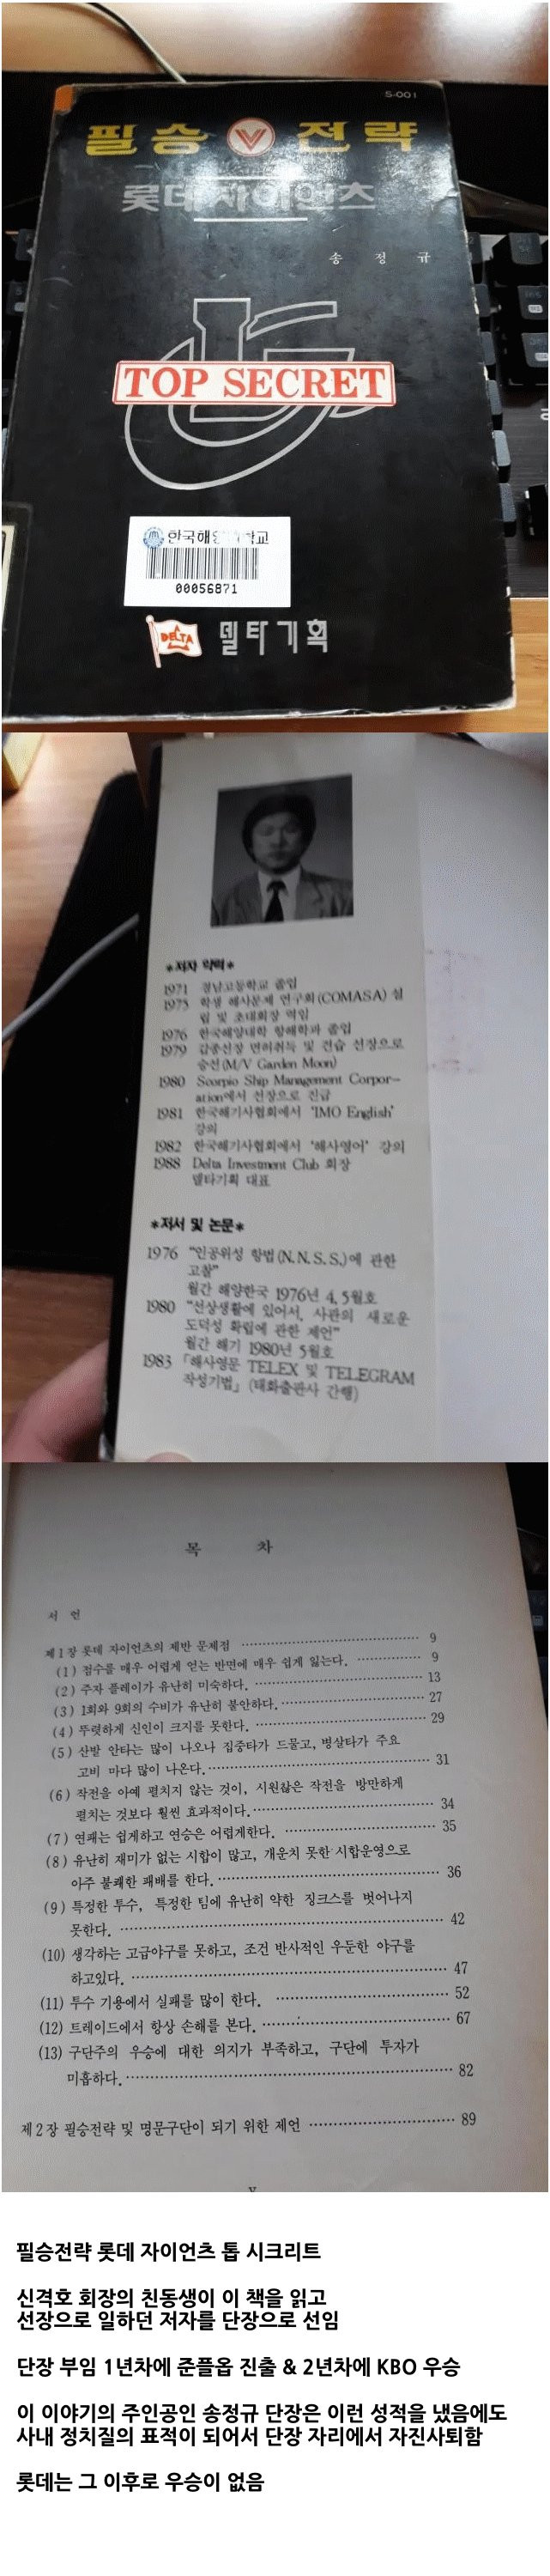 S-001
필승 V 전략
롯데 자이언츠
송 정 규
TOP SECRET
한국해양대학교
00056871
DELTA 델타기획
*저자 약력*
1971 경남고등학교 졸업
1975 학생 해사문제 연구회(COMASA) 설
립 및 초대회장 역임
1976 한국해양대학 항해학과 졸업
1979 갑종선장 면허취득 및 견습 선장으로
승선(M/V Garden Moon)
1980 Scorpio Ship Management Corpor-
ation에서 선장으로 진급
1981 한국해기사협회에서 'IMO English'
강의
1982 한국해기사협회에서 '해사영어' 강의
1988 Delta Investment Club 회장
델타기획 대표
*저서 및 논문*
1976 "인공위성 항법(N.N.S.S.)에 관한
고찰"
월간 해양한국 1976년 4, 5월호
1980 "선상생활에 있어서, 사관의 새로운
도덕성 확립에 관한 제언"
월간 해기 1980년 5월호
1983 「해사영문 TELEX 및 TELEGRAM
작성기법」(태화출판사 간행)
목 차
서 언
제1장 롯데 자이언츠의 제반 문제점 9
(1) 점수를 매우 어렵게 얻는 반면에 매우 쉽게 잃는다. 9
(2) 주자 플레이가 유난히 미숙하다. 13
(3) 1회와 9회의 수비가 유난히 불안하다. 27
(4) 뚜렷하게 신인이 크지를 못한다. 29
(5) 산발 안타는 많이 나오나 집중타가 드물고, 병살타가 주요
고비 마다 많이 나온다. 31
(6) 작전을 아예 펼치지 않는 것이, 시원찮은 작전을 방만하게
펼치는 것보다 훨씬 효과적이다. 34
(7) 연패는 쉽게하고 연승은 어렵게한다. 35
(8) 유난히 재미가 없는 시합이 많고, 개운치 못한 시합운영으로
아주 불쾌한 패배를 한다. 36
(9) 특정한 투수, 특정한 팀에 유난히 약한 징크스를 벗어나지
못한다. 42
(10) 생각하는 고급야구를 못하고, 조건 반사적인 우둔한 야구를
하고있다. 47
(11) 투수 기용에서 실패를 많이 한다. 52
(12) 트레이드에서 항상 손해를 본다. 67
(13) 구단주의 우승에 대한 의지가 부족하고, 구단에 투자가
미흡하다. 82
제2장 필승전략 및 명문구단이 되기 위한 제언 89
v
필승전략 롯데 자이언츠 톱 시크리트
신격호 회장의 친동생이 이 책을 읽고
선장으로 일하던 저자를 단장으로 선임
단장 부임 1년차에 준플옵 진출 & 2년차에 KBO 우승
이 이야기의 주인공인 송정규 단장은 이런 성적을 냈음에도
사내 정치질의 표적이 되어서 단장 자리에서 자진사퇴함
롯데는 그 이후로 우승이 없음